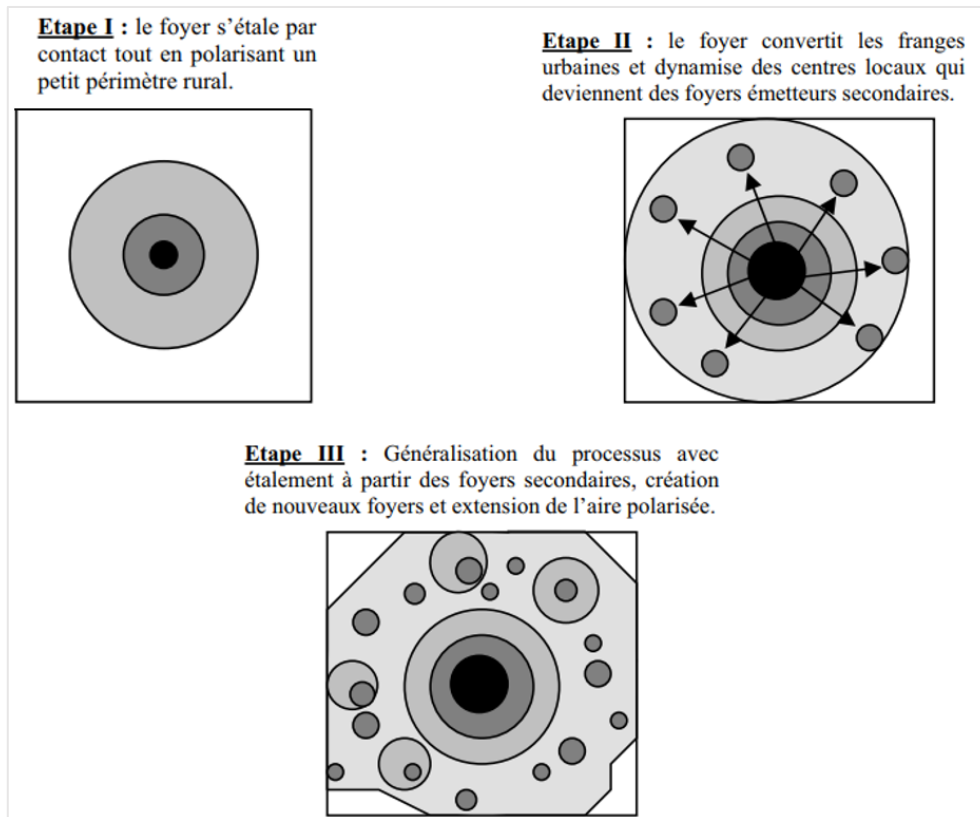 Etape I : le foyer s’étale par
contact tout en polarisant un
petit périmètre rural.
Etape II : le foyer convertit les franges
urbaines et dynamise des centres locaux qui
deviennent des foyers émetteurs secondaires.
Etape III : Généralisation du processus avec
étalement à partir des foyers secondaires, création
de nouveaux foyers et extension de l’aire polarisée.